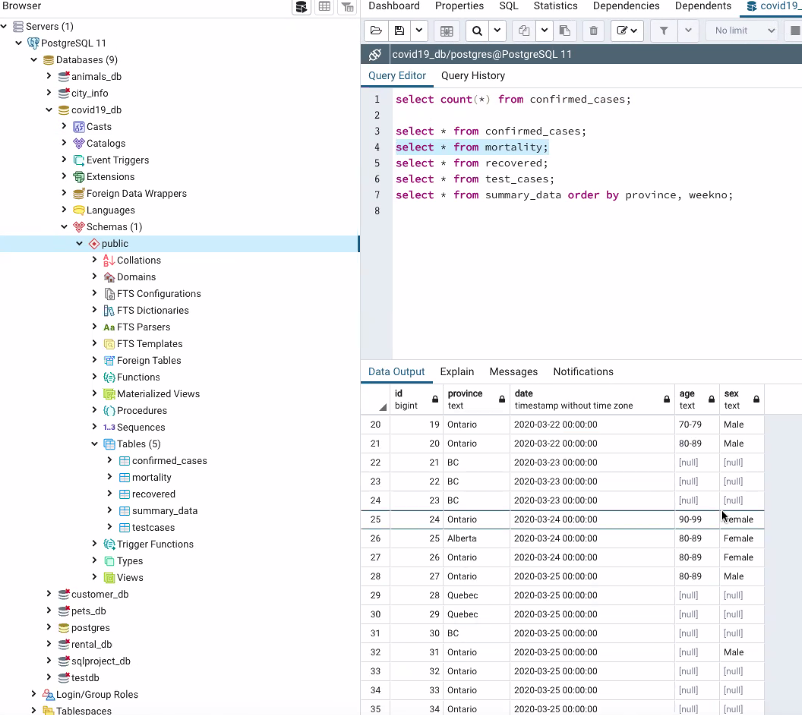 Browser
Servers (1)
PostgreSQL 11
Databases (9)
animals_db
city_info
covid19_db
Casts
Catalogs
Event Triggers
Extensions
Foreign Data Wrappers
Languages
Schemas (1)
public
Collations
Domains
FTS Configurations
FTS Dictionaries
FTS Parsers
FTS Templates
Foreign Tables
Functions
Materialized Views
Procedures
1..3 Sequences
Tables (5)
confirmed_cases
mortality
recovered
summary_data
testcases
Trigger Functions
Types
Views
customer_db
pets_db
postgres
rental_db
sqlproject_db
testdb
Login/Group Roles
Tablespaces
Dashboard Properties SQL Statistics Dependencies Dependents covid19_
No limit
covid19_db/postgres@PostgreSQL 11
Query Editor Query History
1 select count(*) from confirmed_cases;
2
3 select * from confirmed_cases;
4 select * from mortality;
5 select * from recovered;
6 select * from test_cases;
7 select * from summary_data order by province, weekno;
8
Data Output Explain Messages Notifications
id province date age sex
bigint text timestamp without time zone text text
20 19 Ontario 2020-03-22 00:00:00 70-79 Male
21 20 Ontario 2020-03-22 00:00:00 80-89 Male
22 21 BC 2020-03-23 00:00:00 [null] [null]
23 22 BC 2020-03-23 00:00:00 [null] [null]
24 23 BC 2020-03-23 00:00:00 [null] [null]
25 24 Ontario 2020-03-24 00:00:00 90-99 Female
26 25 Alberta 2020-03-24 00:00:00 80-89 Female
27 26 Ontario 2020-03-24 00:00:00 80-89 Female
28 27 Ontario 2020-03-25 00:00:00 80-89 Male
29 28 Quebec 2020-03-25 00:00:00 [null] [null]
30 29 Quebec 2020-03-25 00:00:00 [null] [null]
31 30 BC 2020-03-25 00:00:00 [null] [null]
32 31 Ontario 2020-03-25 00:00:00 [null] Male
33 32 Ontario 2020-03-25 00:00:00 [null] [null]
34 33 Ontario 2020-03-25 00:00:00 [null] [null]
35 34 Ontario 2020-03-25 00:00:00 [null] [null]